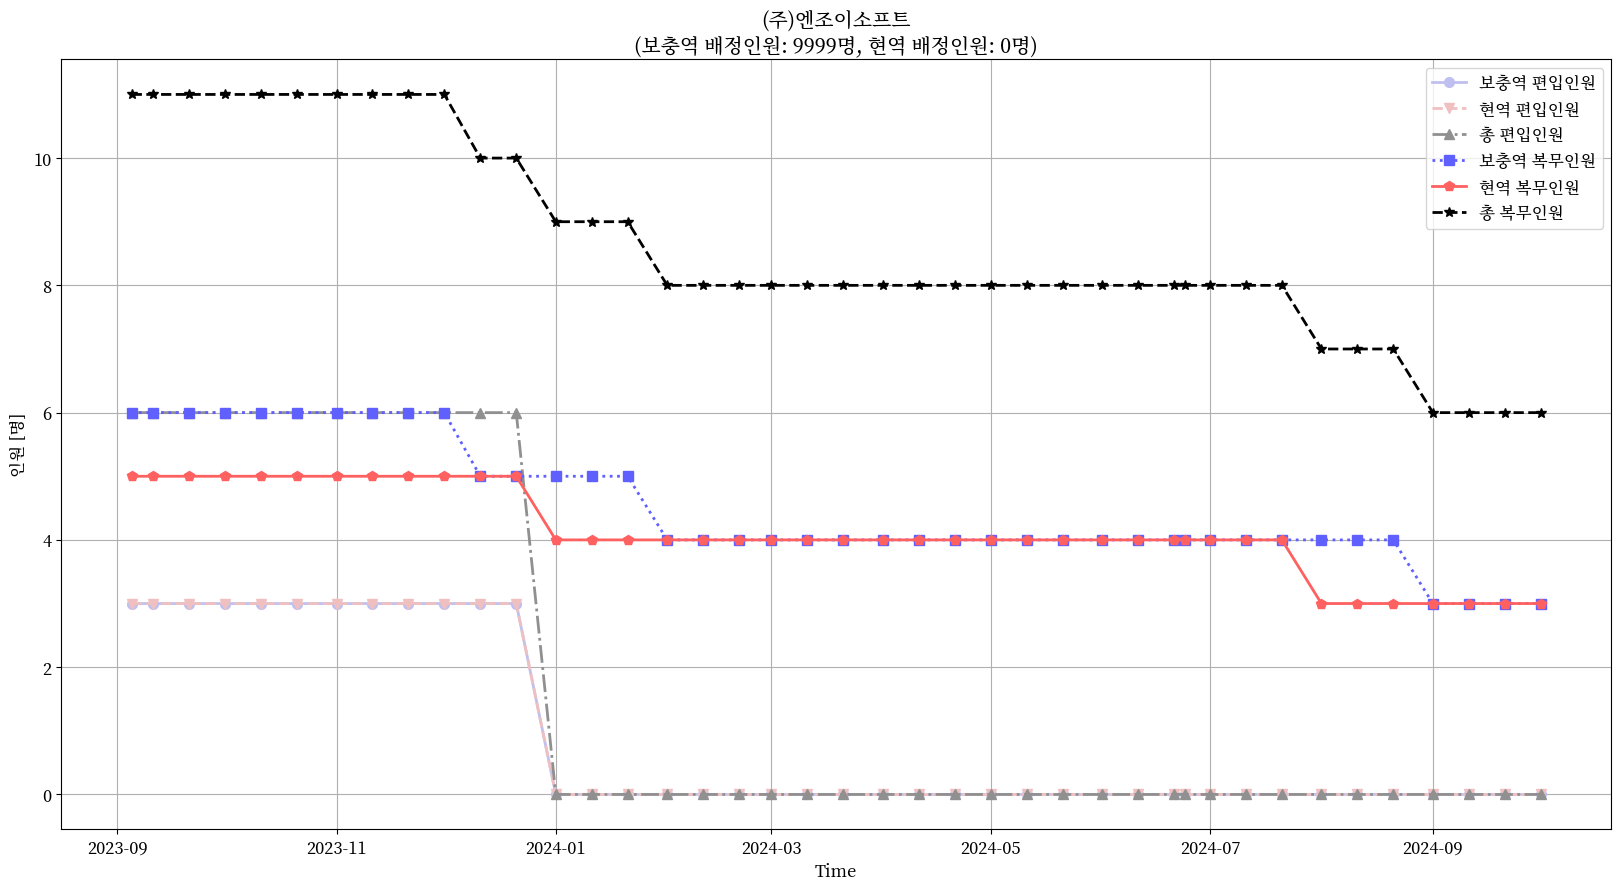 (주)엔조이소프트
(보충역 배정인원: 9999명, 현역 배정인원: 0명)
보충역 편입인원
현역 편입인원
총 편입인원
보충역 복무인원
현역 복무인원
총 복무인원
인원 [명]
10
8
6
4
2
0
2023-09
2023-11
2024-01
2024-03
2024-05
2024-07
2024-09
Time